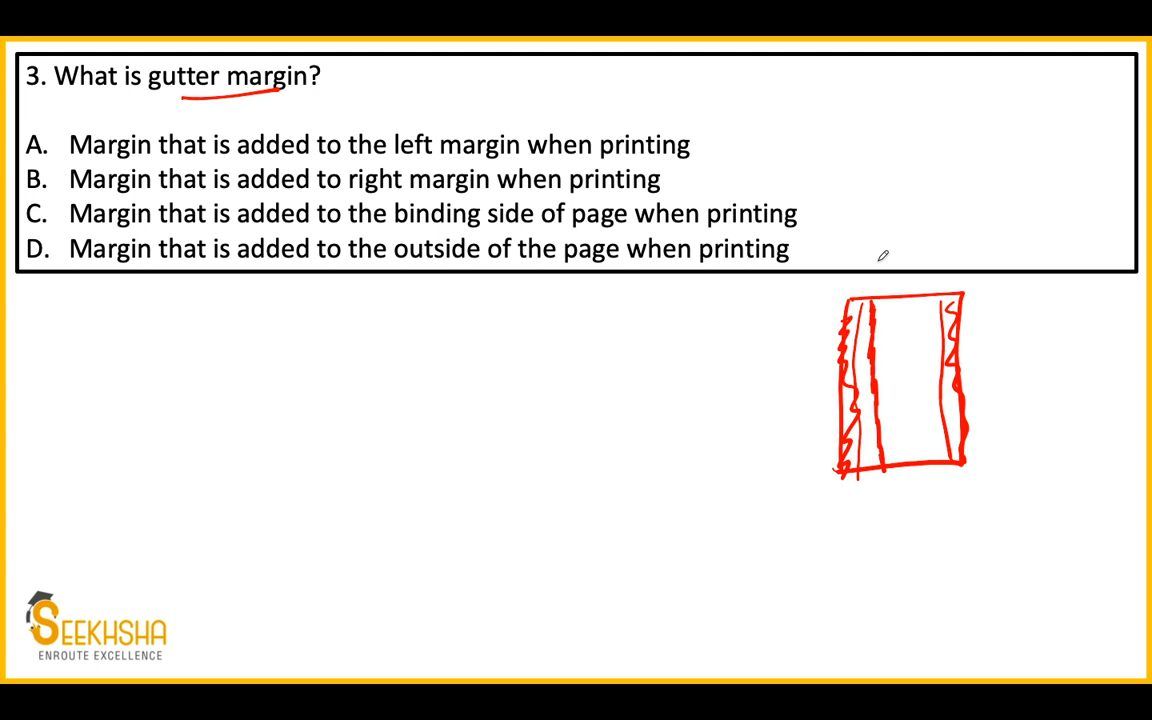 3. What is gutter margin?
A. Margin that is added to the left margin when printing
B. Margin that is added to right margin when printing
C. Margin that is added to the binding side of page when printing
D. Margin that is added to the outside of the page when printing
SEEKHSHA
ENROUTE EXCELLENCE